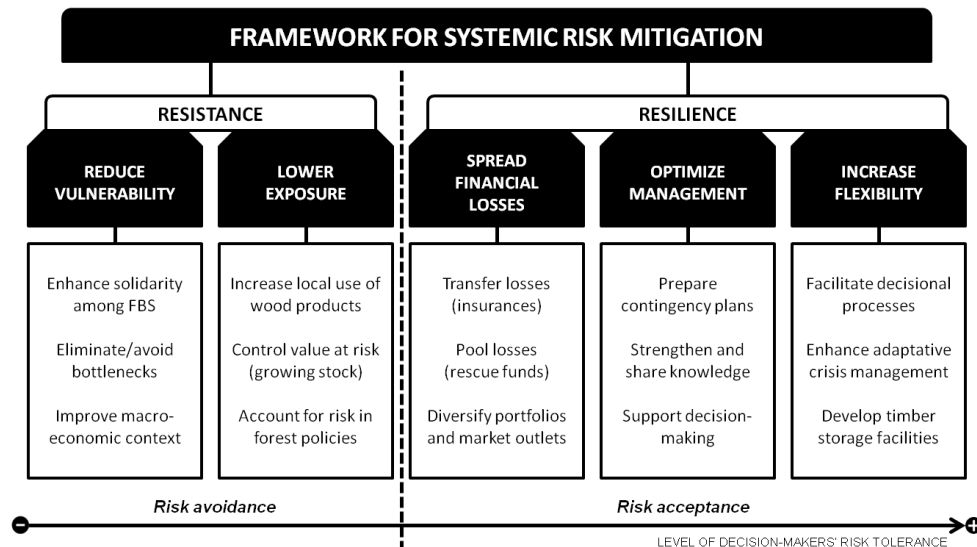 FRAMEWORK FOR SYSTEMIC RISK MITIGATION
RESISTANCE
RESILIENCE
REDUCE
VULNERABILITY
LOWER
EXPOSURE
SPREAD
FINANCIAL
LOSSES
OPTIMIZE
MANAGEMENT
INCREASE
FLEXIBILITY
Enhance solidarity
among FBS
Eliminate/avoid
bottlenecks
Improve macro-
economic context
Increase local use of
wood products
Control value at risk
(growing stock)
Account for risk in
forest policies
Transfer losses
(insurances)
Pool losses
(rescue funds)
Diversify portfolios
and market outlets
Prepare
contingency plans
Strengthen and
share knowledge
Support decision-
making
Facilitate decisional
processes
Enhance adaptative
crisis management
Develop timber
storage facilities
Risk avoidance
Risk acceptance
LEVEL OF DECISION-MAKERS' RISK TOLERANCE